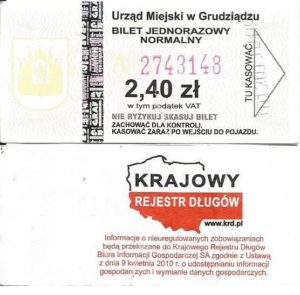 Urząd Miejski w Grudziądzu
BILET JEDNORAZOWY
NORMALNY
2743148
2,40 zł
w tym podatek VAT
NIE RYZYKUJ SKASUJ BILET
ZACHOWAĆ DLA KONTROLI,
KASOWAĆ ZARAZ PO WEJŚCIU DO POJAZDU.
TU KASOWAĆ
KRAJOWY
REJESTR DŁUGÓW
www.krd.pl
Informacje o nieuregulowanych zobowiązaniach
będą przekazane do Krajowego Rejestru Długów
Biura Informacji Gospodarczej SA zgodnie z Ustawą
z dnia 9 kwietnia 2010 r. o udostępnianiu informacji
gospodarczych i wymianie danych gospodarczych.